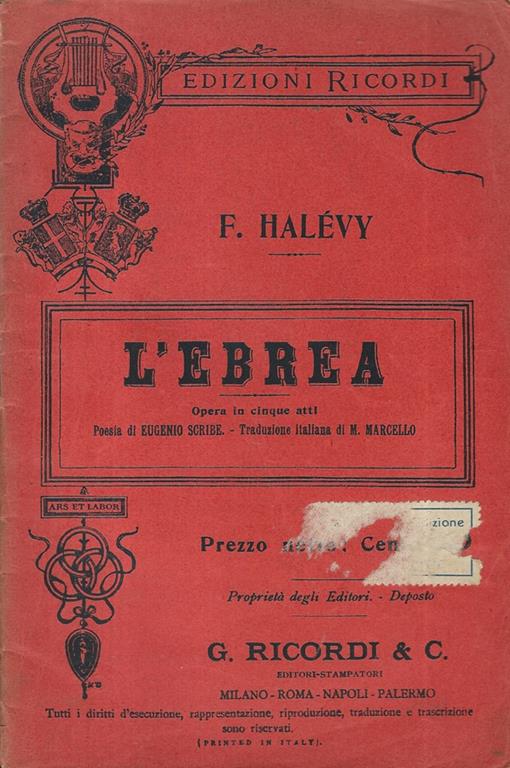 EDIZIONI RICORDI
F. HALÉVY
L'EBREA
Opera in cinque atti
Poesia di EUGENIO SCRIBE. - Traduzione italiana di M. MARCELLO
ARS ET LABOR
Prezzo
Proprietà degli Editori. - Deposto
G. RICORDI & C.
EDITORI-STAMPATORI
MILANO - ROMA - NAPOLI - PALERMO
Tutti i diritti d'esecuzione, rappresentazione, riproduzione, traduzione e trascrizione
sono riservati.
(PRINTED IN ITALY).